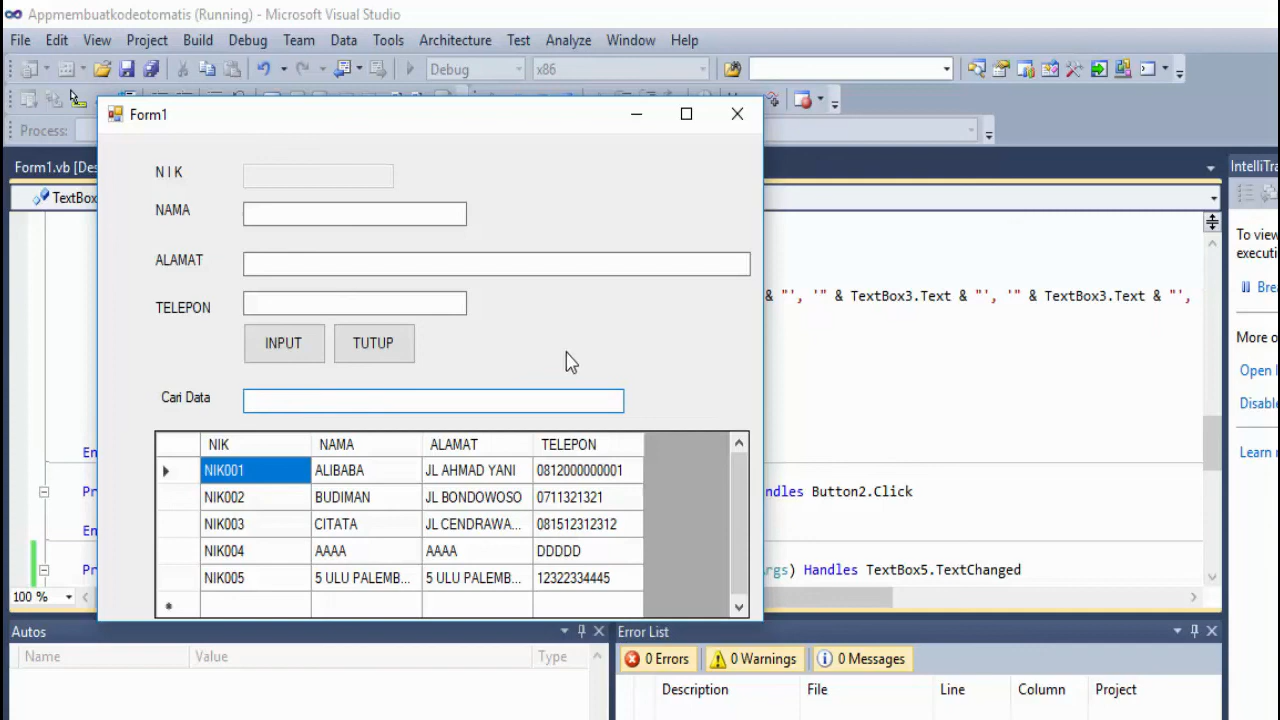 Appmembuatkodeotomatis (Running) - Microsoft Visual Studio
File Edit View Project Build Debug Team Data Tools Architecture Test Analyze Window Help
Debug x86
Form1
Process:
Form1.vb [Des
TextBox
IntelliTra
To view
executi
Brea
More o
Open I
Disable
Learn m
N I K
NAMA
ALAMAT
TELEPON
INPUT TUTUP
Cari Data
NIK NAMA ALAMAT TELEPON
NIK001 ALIBABA JL AHMAD YANI 0812000000001
NIK002 BUDIMAN JL BONDOWOSO 0711321321
NIK003 CITATA JL CENDRAWA... 081512312312
NIK004 AAAA AAAA DDDDD
NIK005 5 ULU PALEMB... 5 ULU PALEMB... 12322334445
*
& "', '" & TextBox3.Text & "', '" & TextBox3.Text & "',
En
Pr ndles Button2.Click
En
Pr rgs) Handles TextBox5.TextChanged
100 %
Autos
Name Value Type
Error List
0 Errors 0 Warnings 0 Messages
Description File Line Column Project